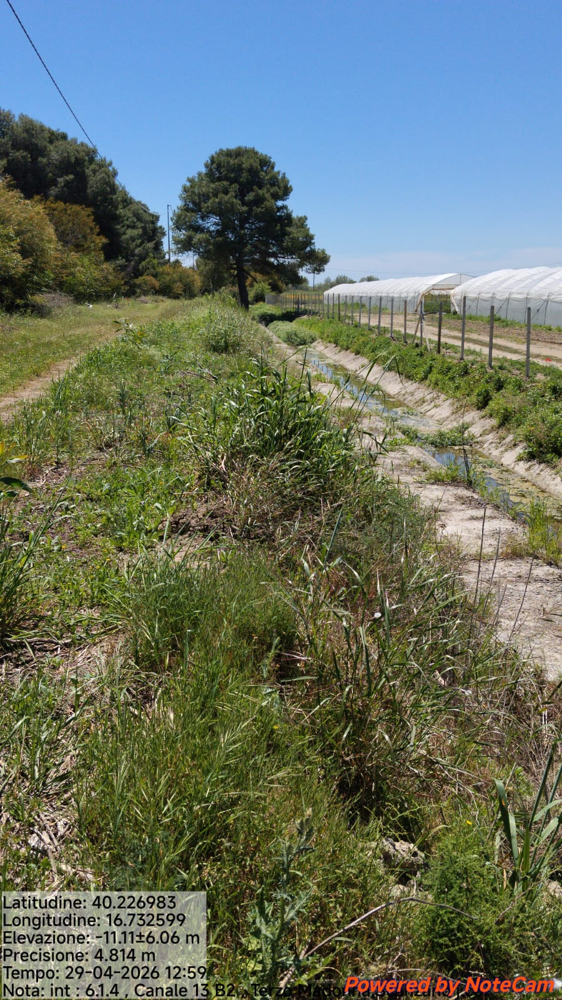 Latitudine: 40.226983
Longitudine: 16.732599
Elevazione: -11.11±6.06 m
Precisione: 4.814 m
Tempo: 29-04-2026 12:59
Nota: int : 6.1.4 , Canale 13 B2 , Terzo
Powered by NoteCam